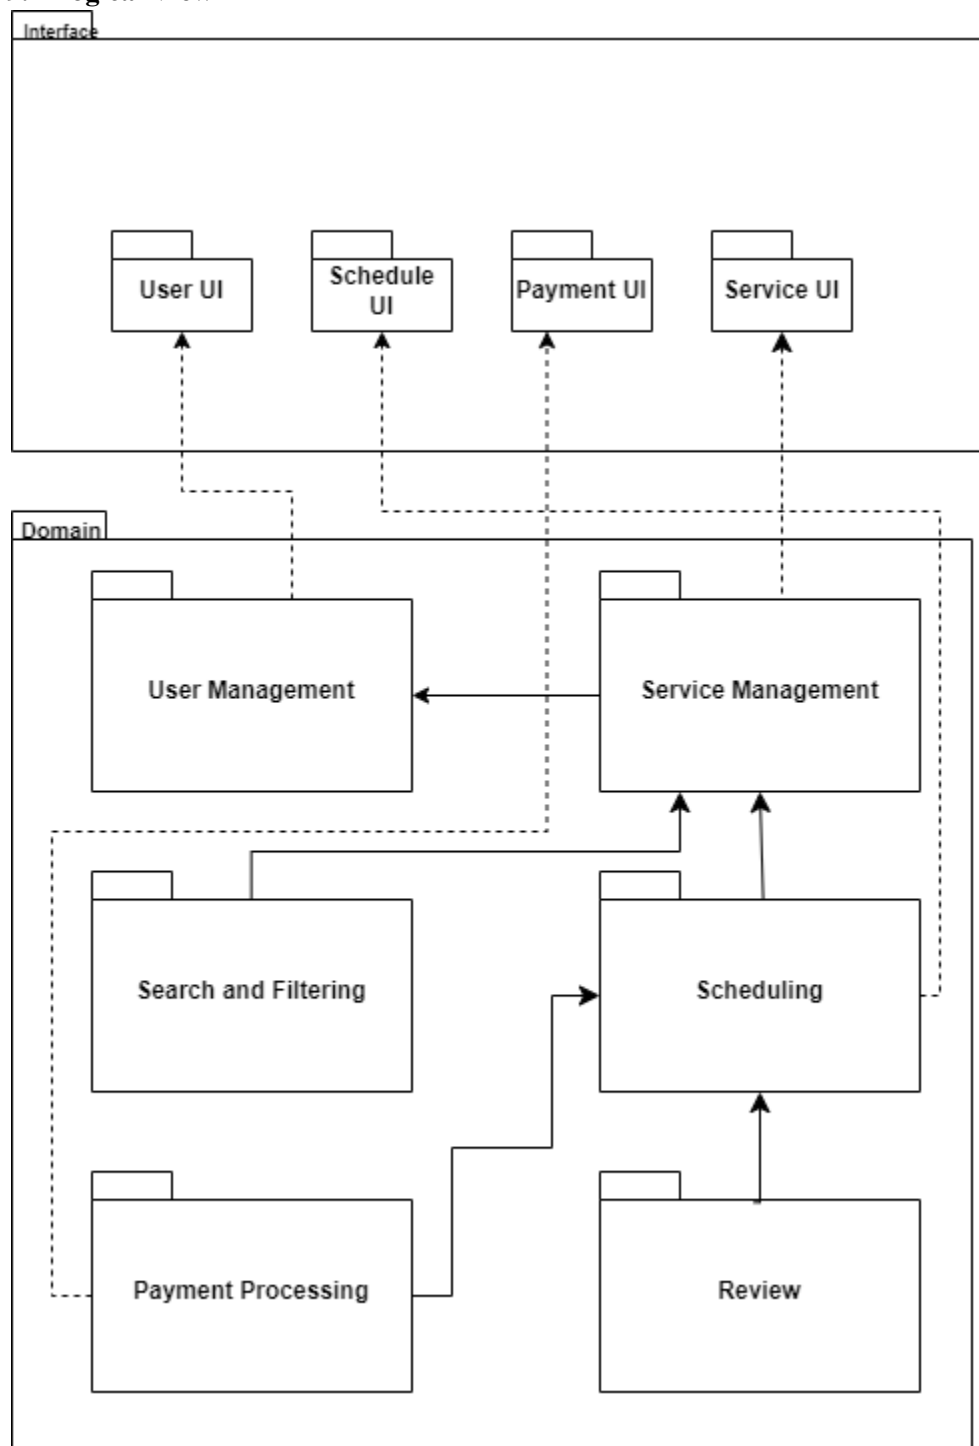 Interface
User UI
Schedule
UI
Payment UI
Service UI
Domain
User Management
Service Management
Search and Filtering
Scheduling
Payment Processing
Review